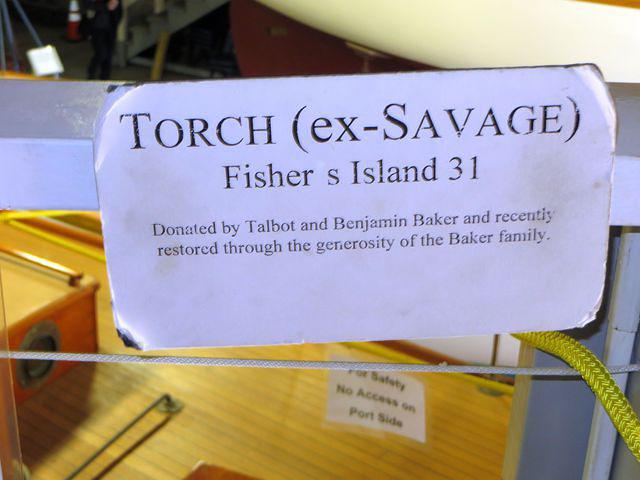 TORCH (ex-SAVAGE)
Fisher s Island 31
Donated by Talbot and Benjamin Baker and recently
restored through the generosity of the Baker family.
For Safety
No Access on
Port Side